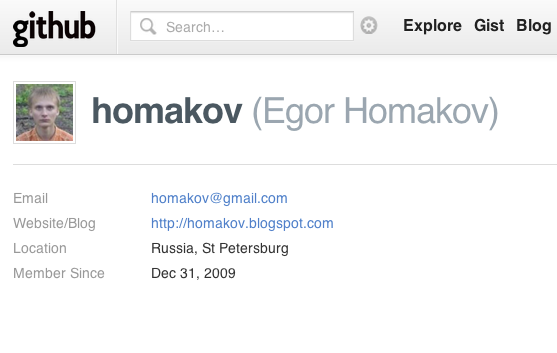 github Search... Explore Gist Blog
homakov (Egor Homakov)
Email homakov@gmail.com
Website/Blog http://homakov.blogspot.com
Location Russia, St Petersburg
Member Since Dec 31, 2009